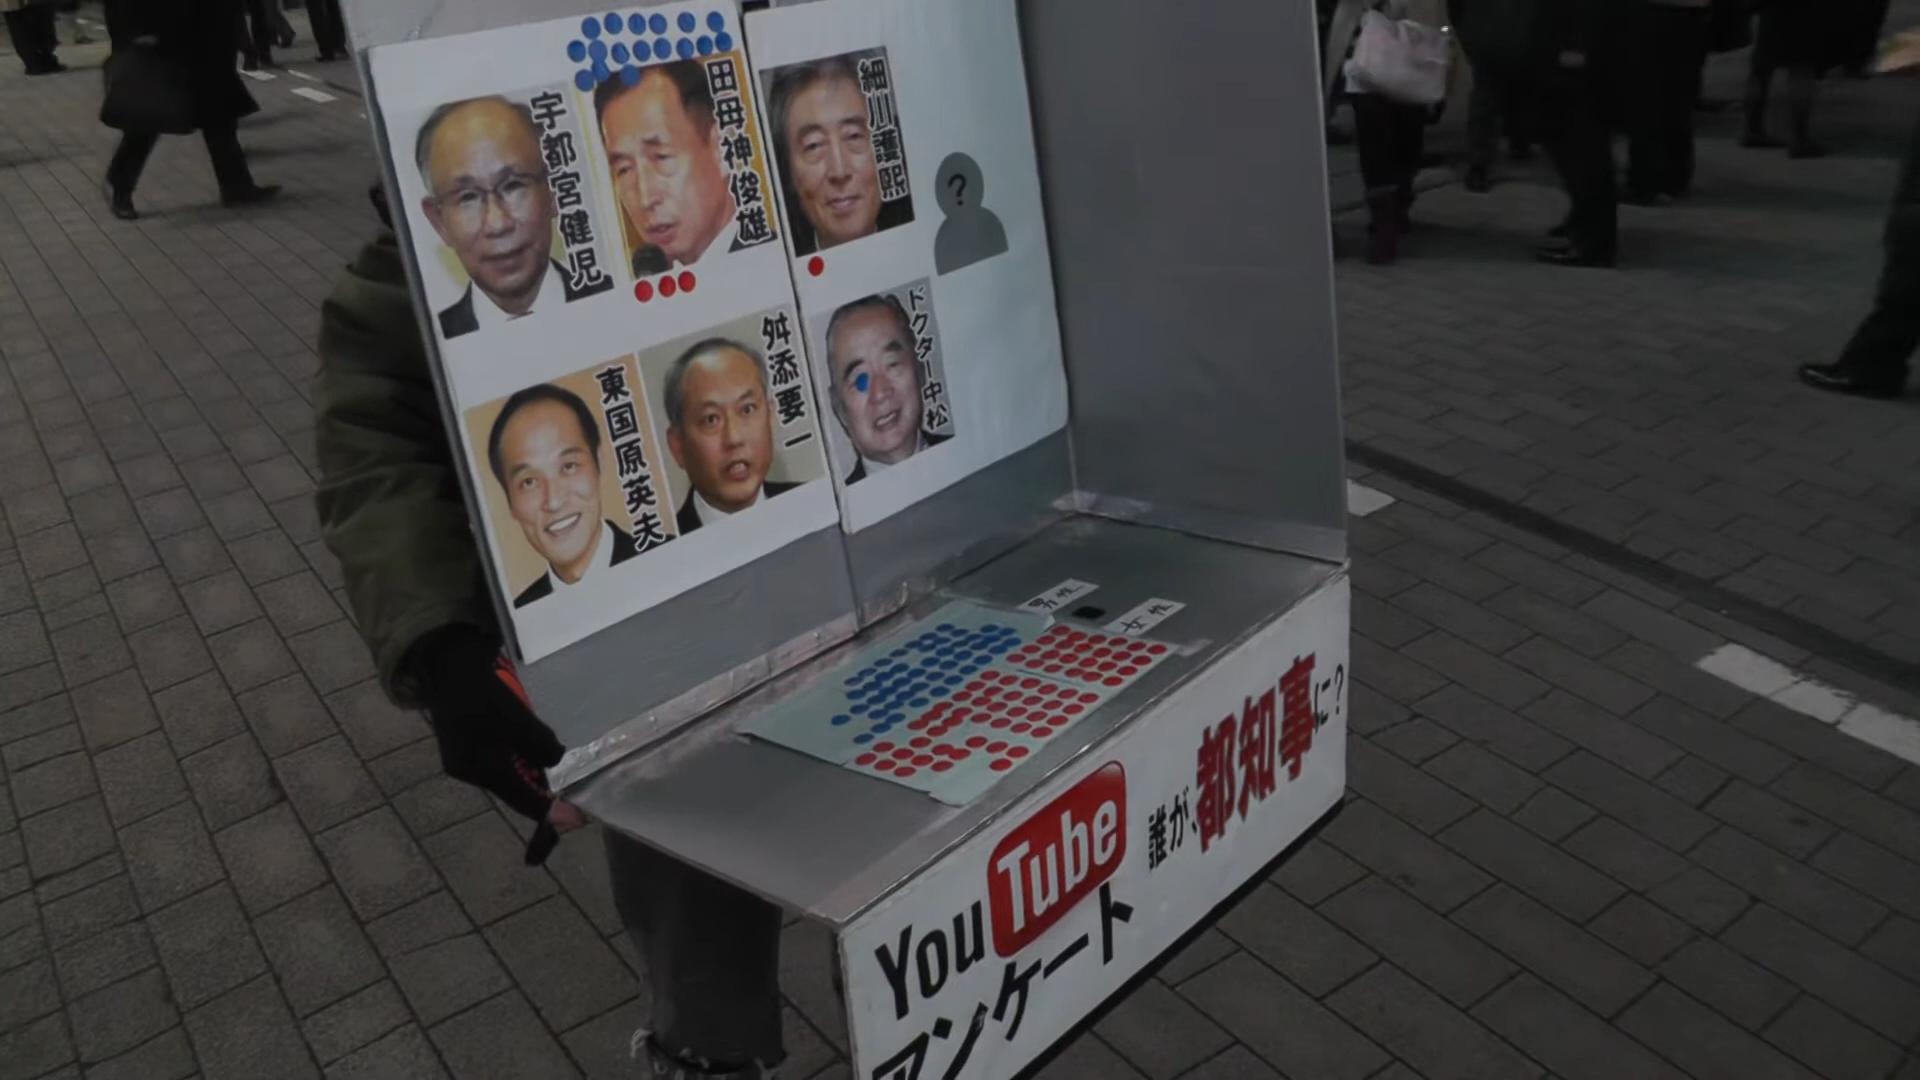 宇都宮健児
田母神俊雄
細川護熙
?
東国原英夫
舛添要一
ドクター中松
男性
女性
YouTube
アンケート
誰が、都知事に?